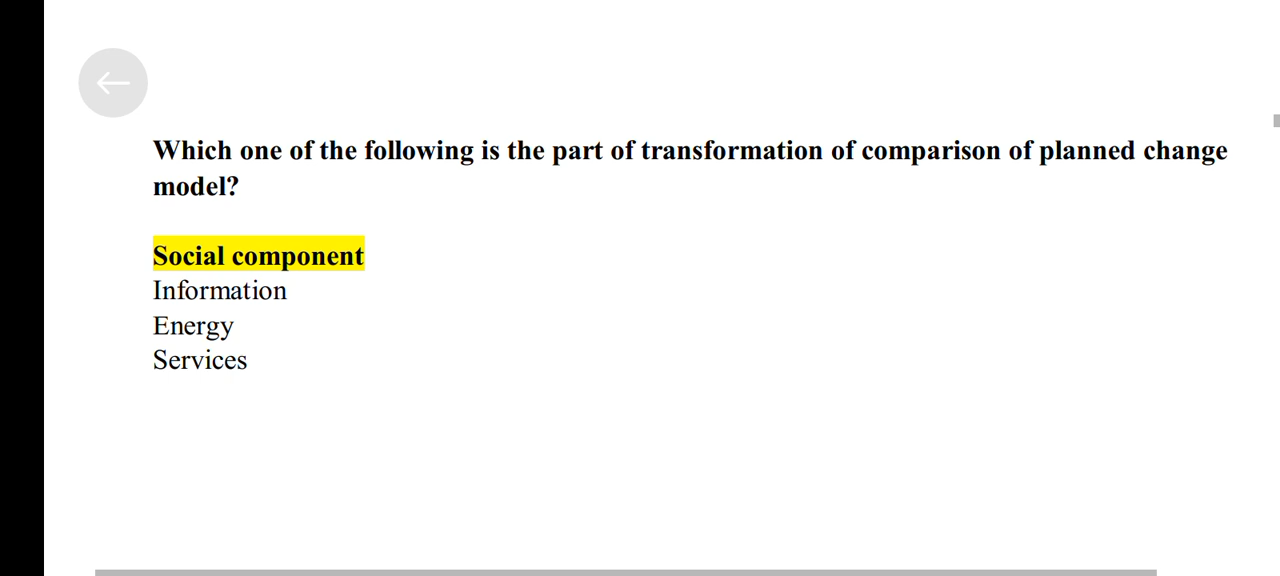 Which one of the following is the part of transformation of comparison of planned change
model?
Social component
Information
Energy
Services